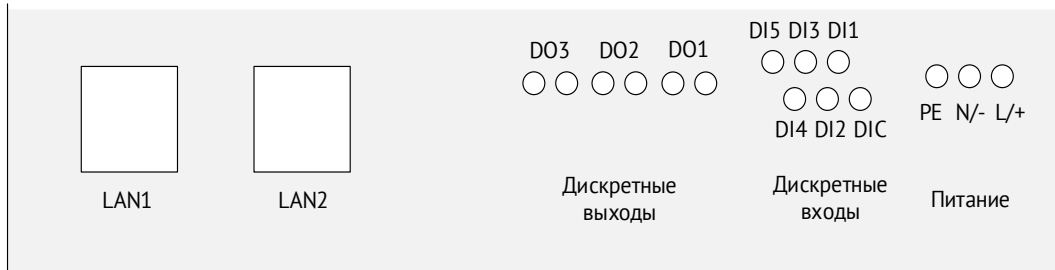 DI5 DI3 DI1
DO3 DO2 DO1
PE N/- L/+
DI4 DI2 DIC
LAN1
LAN2
Дискретные
выходы
Дискретные
входы
Питание